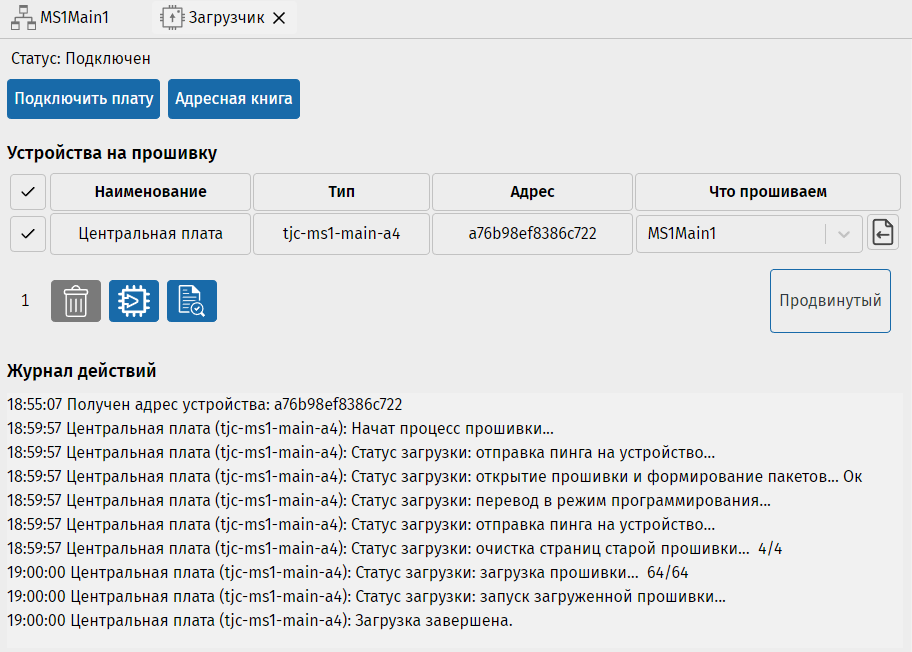 MS1Main1 Загрузчик
Статус: Подключен
Подключить плату Адресная книга
Устройства на прошивку
Наименование Тип Адрес Что прошиваем
Центральная плата tjc-ms1-main-a4 a76b98ef8386c722 MS1Main1
1 Продвинутый
Журнал действий
18:55:07 Получен адрес устройства: a76b98ef8386c722
18:59:57 Центральная плата (tjc-ms1-main-a4): Начат процесс прошивки...
18:59:57 Центральная плата (tjc-ms1-main-a4): Статус загрузки: отправка пинга на устройство...
18:59:57 Центральная плата (tjc-ms1-main-a4): Статус загрузки: открытие прошивки и формирование пакетов... Ок
18:59:57 Центральная плата (tjc-ms1-main-a4): Статус загрузки: перевод в режим программирования...
18:59:57 Центральная плата (tjc-ms1-main-a4): Статус загрузки: отправка пинга на устройство...
18:59:57 Центральная плата (tjc-ms1-main-a4): Статус загрузки: очистка страниц старой прошивки... 4/4
19:00:00 Центральная плата (tjc-ms1-main-a4): Статус загрузки: загрузка прошивки... 64/64
19:00:00 Центральная плата (tjc-ms1-main-a4): Статус загрузки: запуск загруженной прошивки...
19:00:00 Центральная плата (tjc-ms1-main-a4): Загрузка завершена.